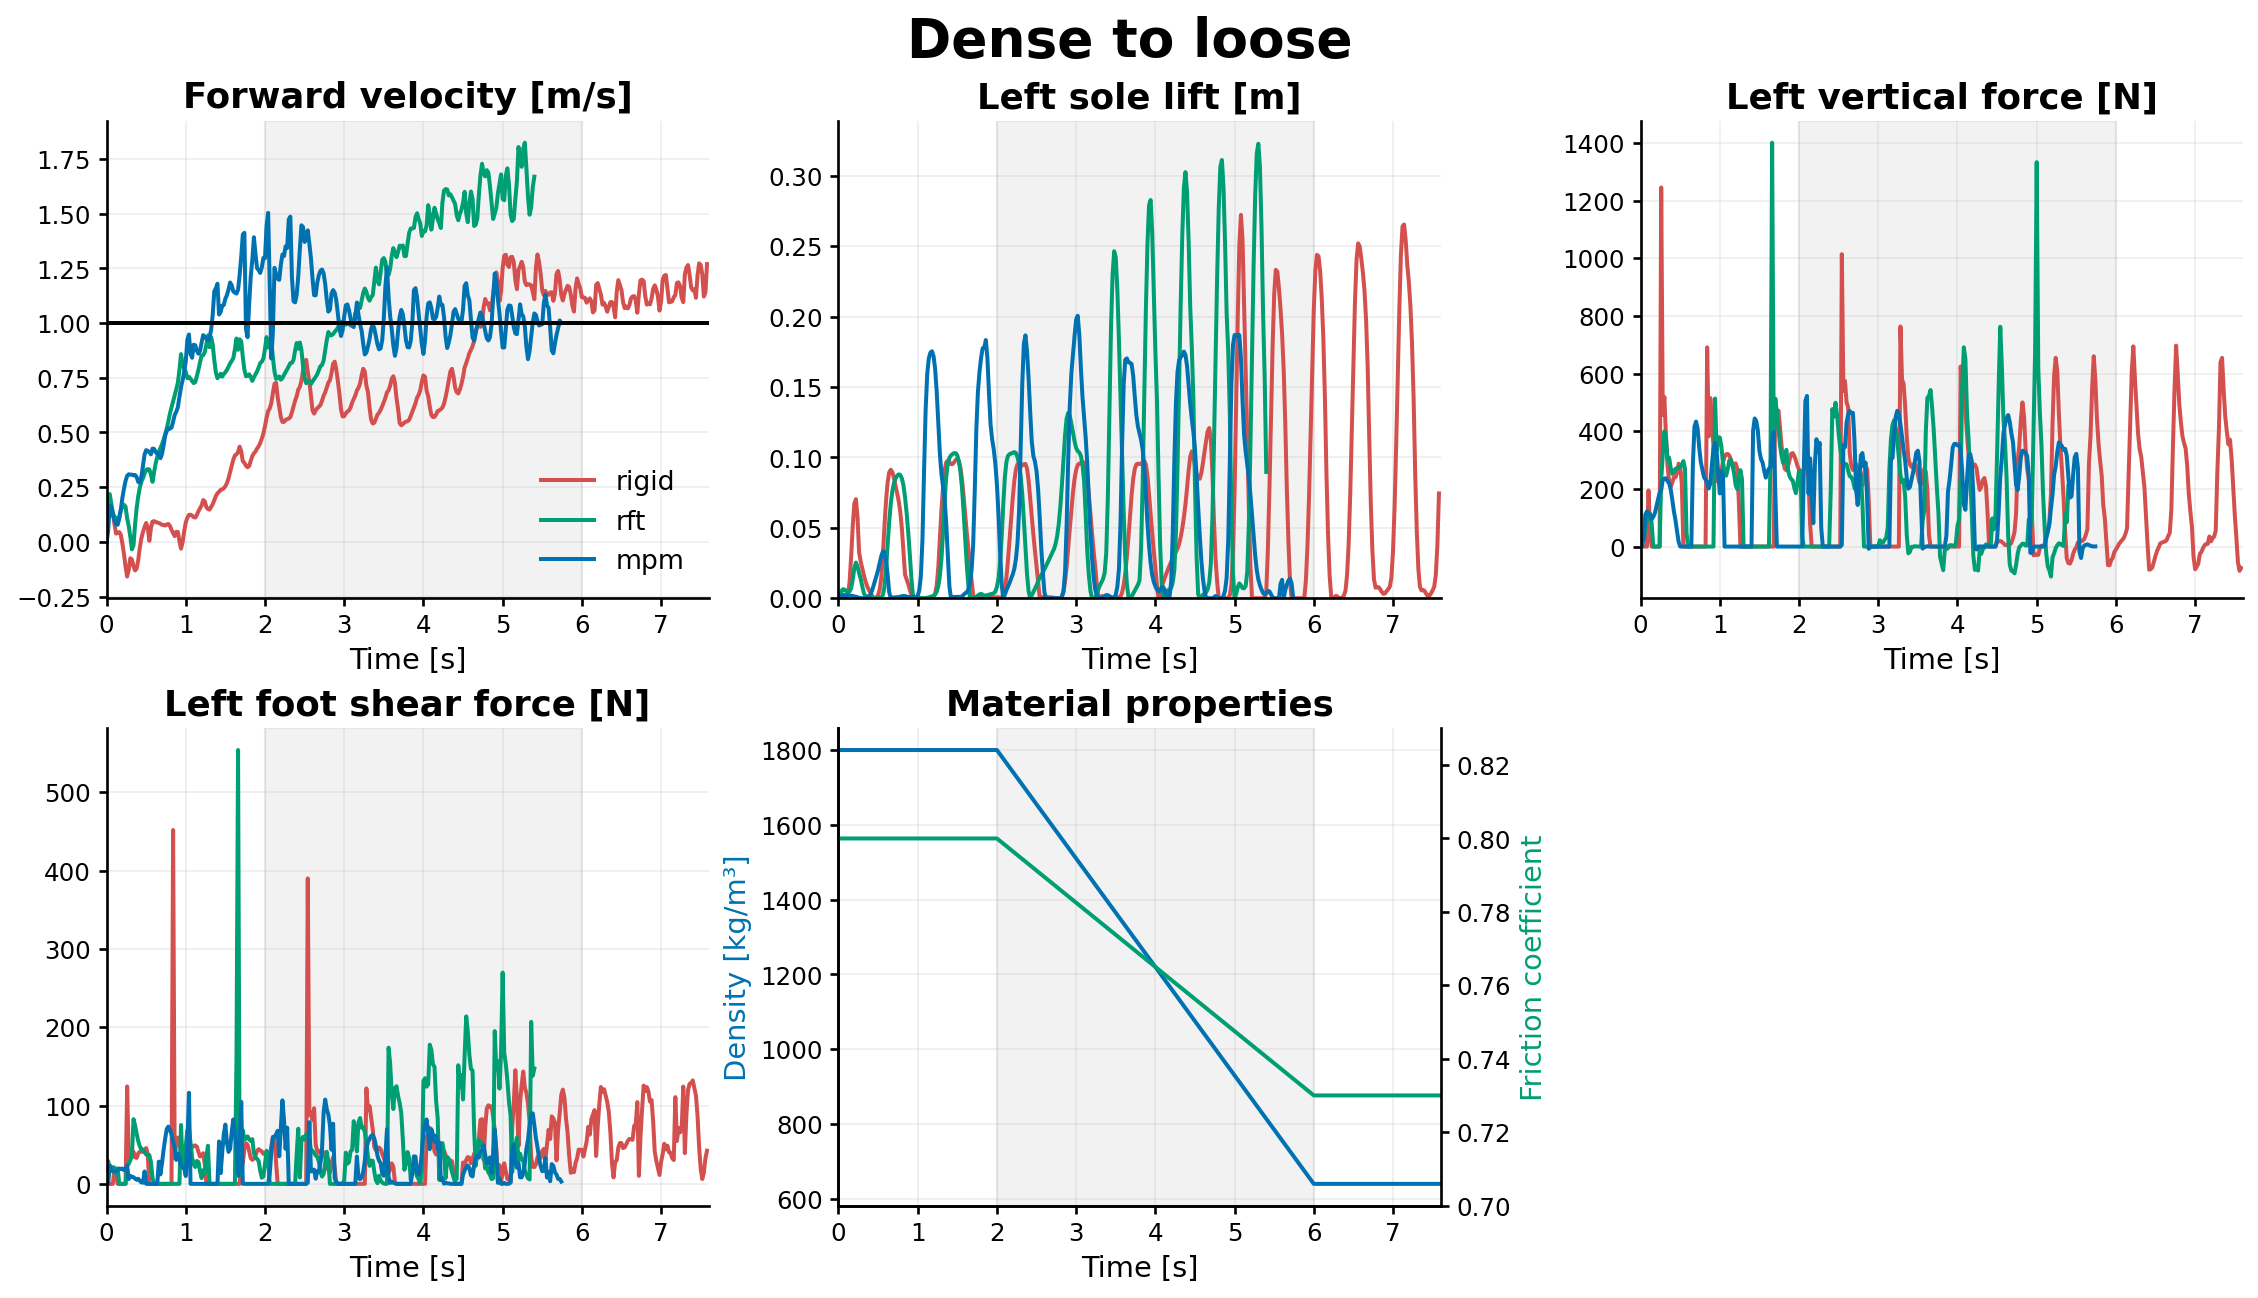 Dense to loose
Forward velocity [m/s]
1.75
1.50
1.25
1.00
0.75
0.50
0.25
0.00
−0.25
0 1 2 3 4 5 6 7
Time [s]
rigid
rft
mpm
Left sole lift [m]
0.30
0.25
0.20
0.15
0.10
0.05
0.00
0 1 2 3 4 5 6 7
Time [s]
Left vertical force [N]
1400
1200
1000
800
600
400
200
0
0 1 2 3 4 5 6 7
Time [s]
Left foot shear force [N]
500
400
300
200
100
0
0 1 2 3 4 5 6 7
Time [s]
Material properties
Density [kg/m³]
1800
1600
1400
1200
1000
800
600
0 1 2 3 4 5 6 7
Time [s]
0.82
0.80
0.78
0.76
0.74
0.72
0.70
Friction coefficient